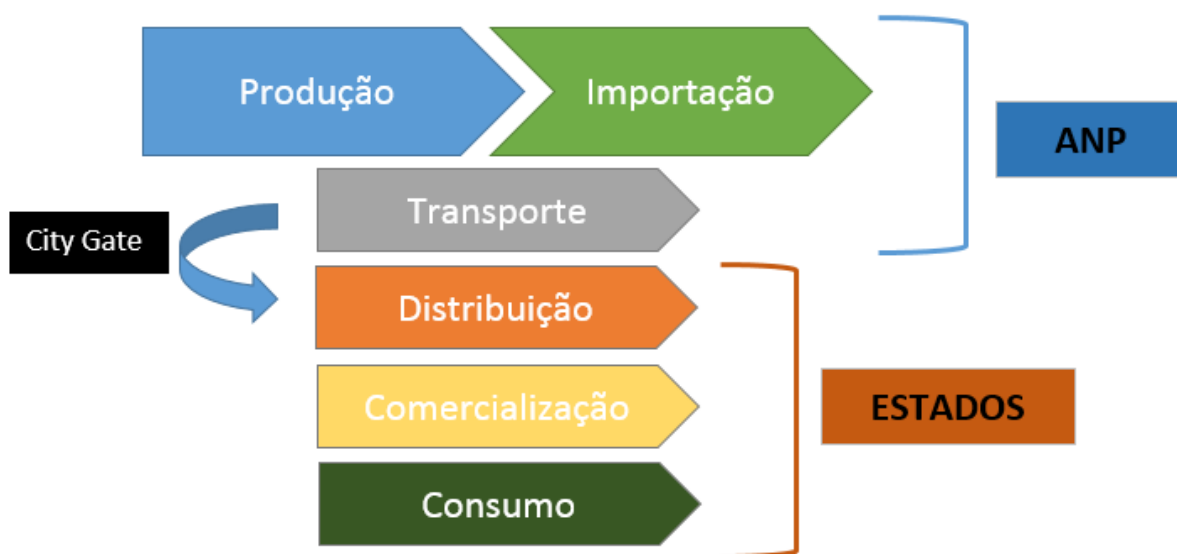 Produção
Importação
ANP
Transporte
City Gate
Distribuição
Comercialização
ESTADOS
Consumo